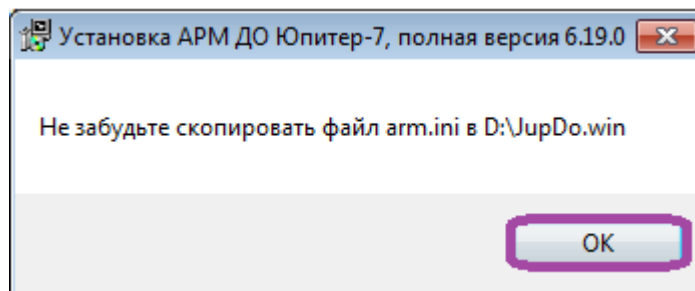 Установка АРМ ДО Юпитер-7, полная версия 6.19.0
Не забудьте скопировать файл arm.ini в D:\JupDo.win
OK